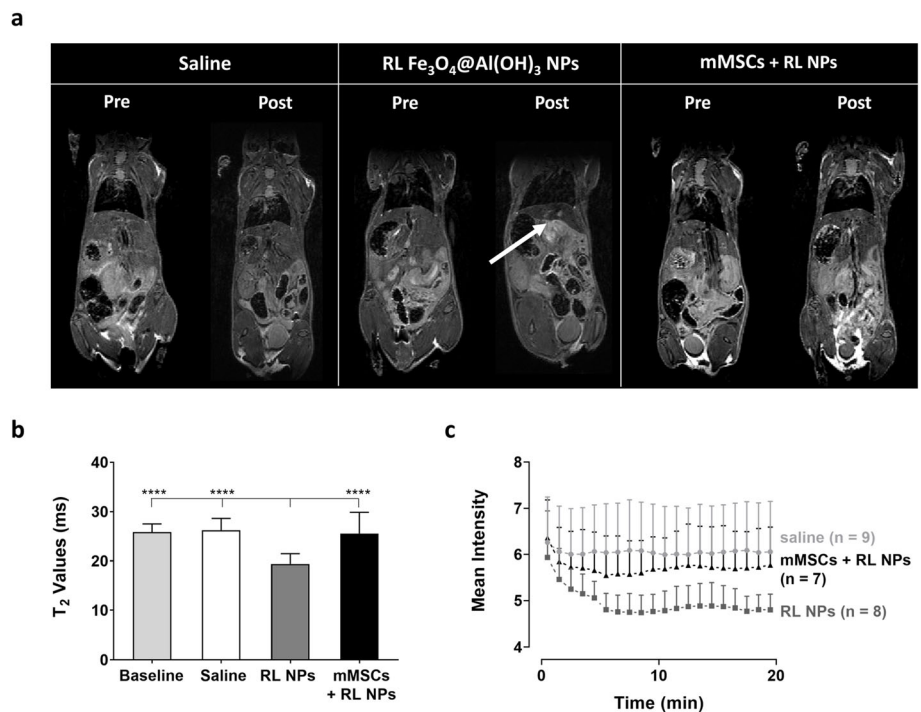 a
Saline
RL Fe₃O₄@Al(OH)₃ NPs
mMSCs + RL NPs
Pre
Post
Pre
Post
Pre
Post
b
T₂ Values (ms)
40
30
20
10
0
**** **** ****
Baseline
Saline
RL NPs
mMSCs
+ RL NPs
c
Mean Intensity
8
7
6
5
4
saline (n = 9)
mMSCs + RL NPs
(n = 7)
RL NPs (n = 8)
0 10 20
Time (min)